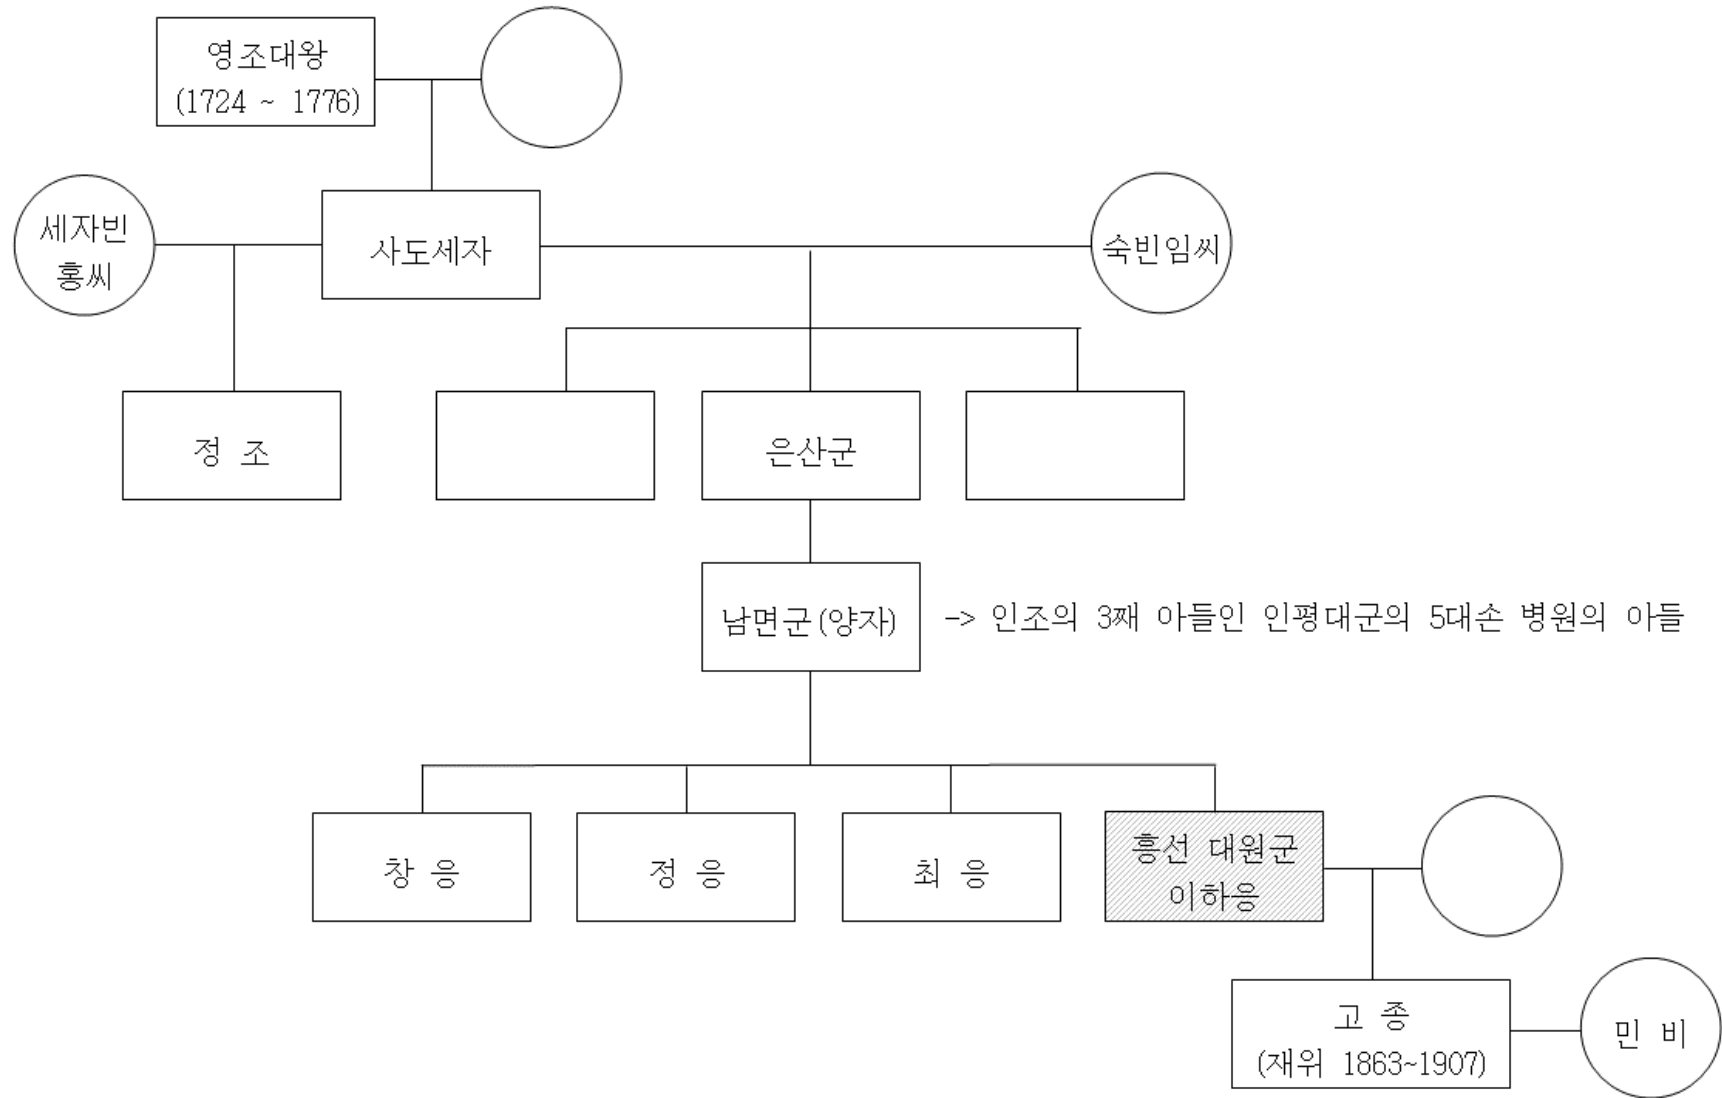 영조대왕
(1724 ~ 1776)
세자빈
홍씨
사도세자
숙빈임씨
정 조
은산군
남면군(양자)
-> 인조의 3째 아들인 인평대군의 5대손 병원의 아들
창 응
정 응
최 응
흥선 대원군
이하응
고 종
(재위 1863~1907)
민 비